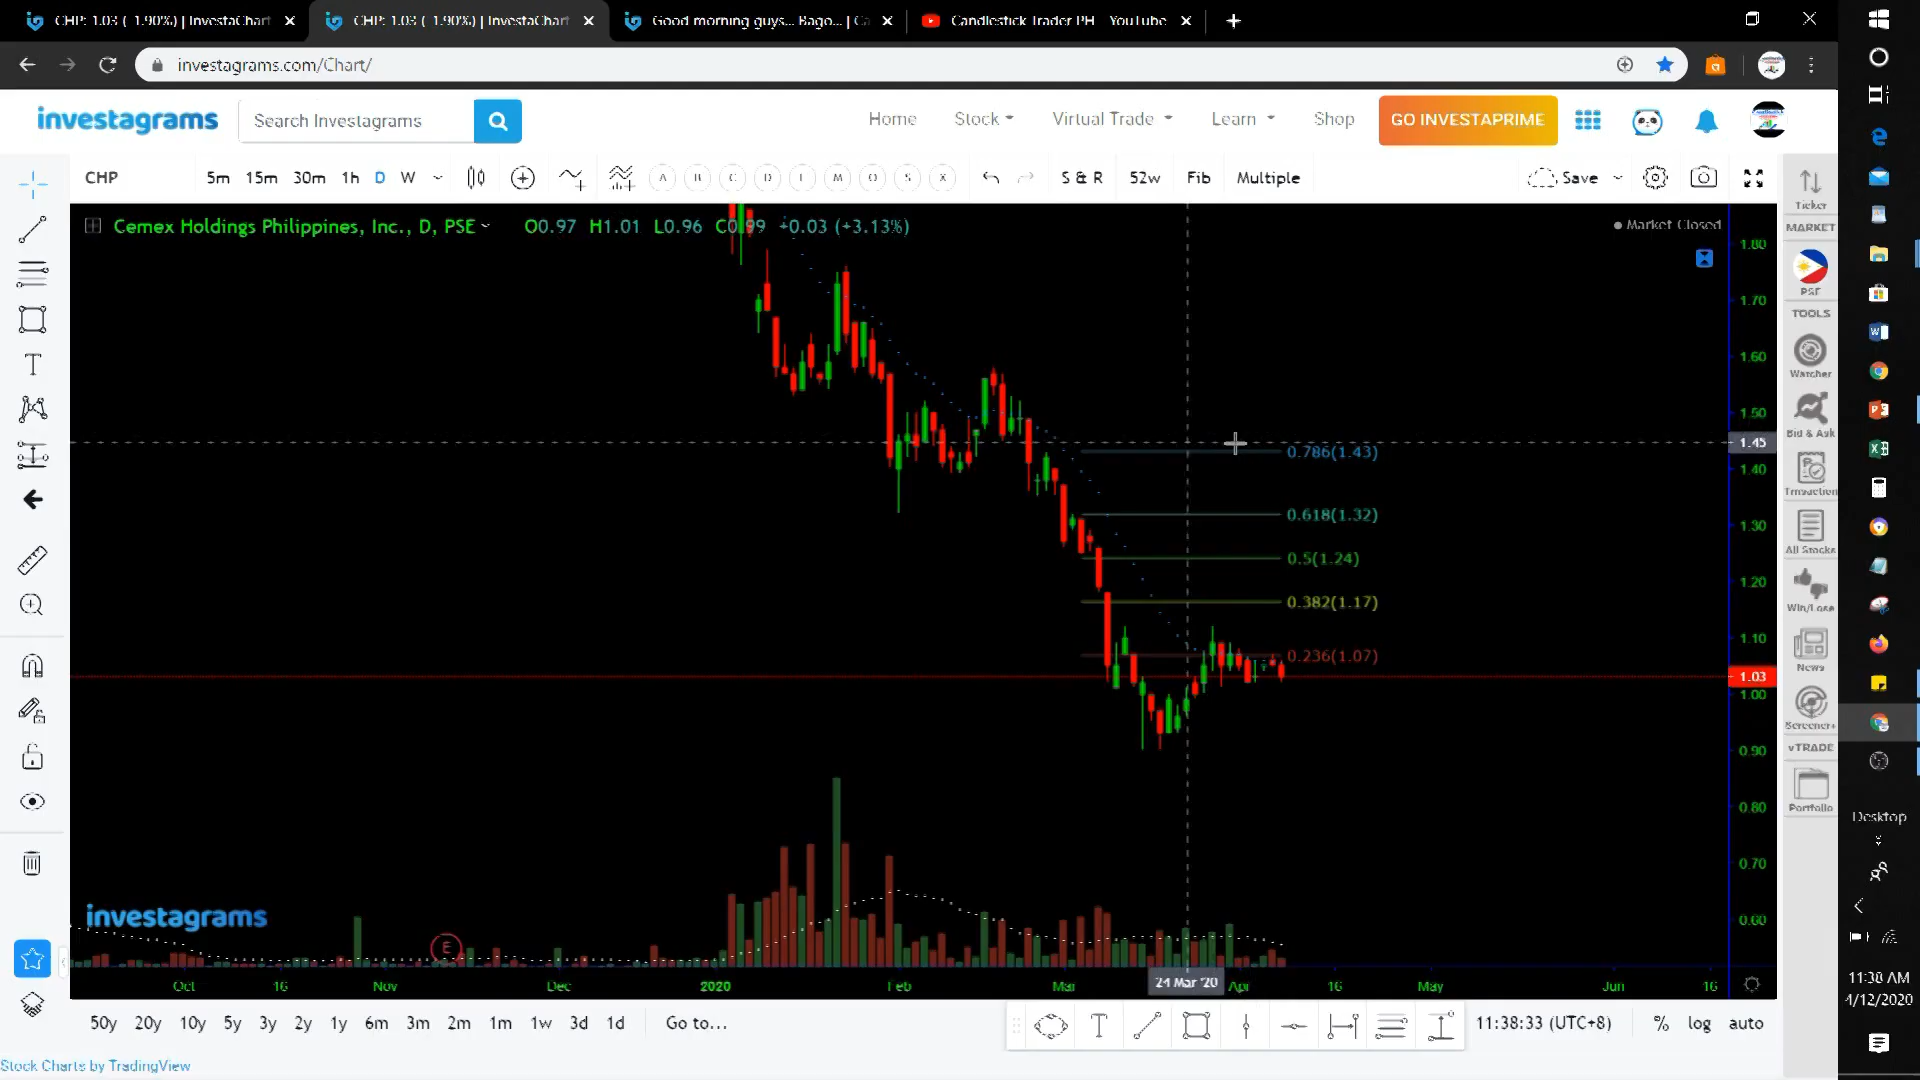 CHP: 1.03 (-1.90%) | InvestaChart
CHP: 1.03 (-1.90%) | InvestaChart
Good morning guys... Bago... | Ca
Candlestick Trader PH - YouTube
investagrams.com/Chart/
investagrams
Search Investagrams
Home
Stock
Virtual Trade
Learn
Shop
GO INVESTAPRIME
CHP
5m 15m 30m 1h D W
S & R 52w Fib Multiple
Save
Cemex Holdings Philippines, Inc., D, PSE
O0.97 H1.01 L0.96 C0.99 +0.03 (+3.13%)
Market Closed
1.80
1.70
1.60
1.50
1.45
1.40
1.30
1.20
1.10
1.03
1.00
0.90
0.80
0.70
0.60
0.786(1.43)
0.618(1.32)
0.5(1.24)
0.382(1.17)
0.236(1.07)
investagrams
E
Oct 16 Nov Dec 2020 Feb Mar 24 Mar '20 Apr 16 May Jun 16
50y 20y 10y 5y 3y 2y 1y 6m 3m 2m 1m 1w 3d 1d Go to...
11:38:33 (UTC+8) % log auto
Stock Charts by TradingView
Ticker
MARKET
PSE
TOOLS
Watcher
Bid & Ask
Trnsaction
All Stocks
Win/Lose
News
Screener+
vTRADE
Portfolio
Desktop
11:38 AM
4/12/2020